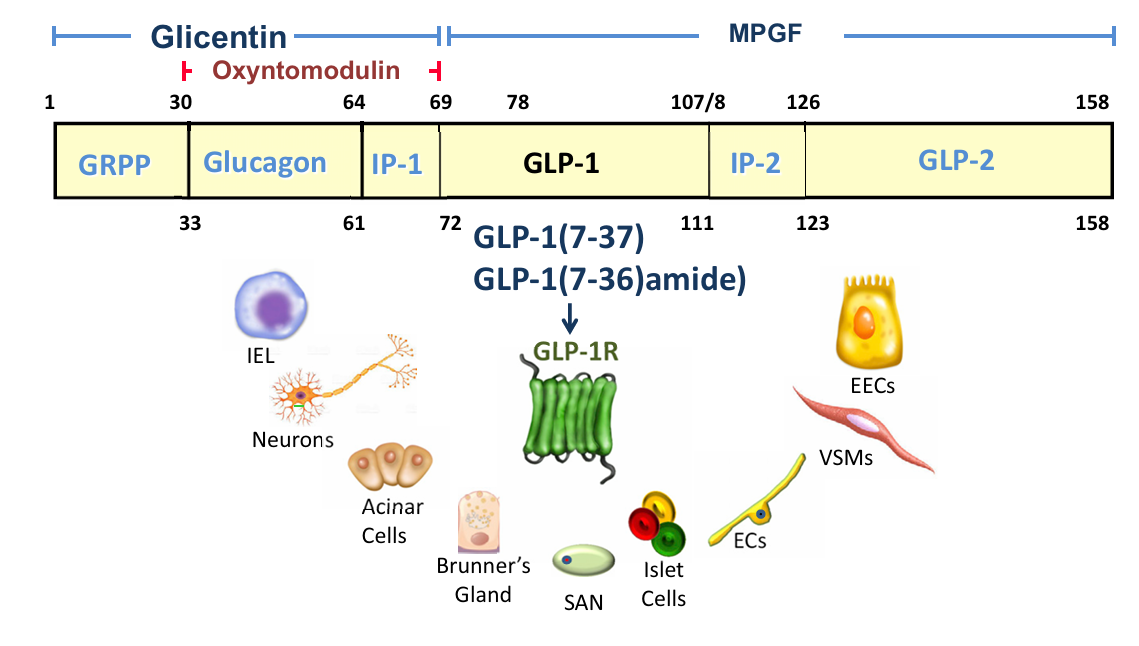 Glicentin
MPGF
Oxyntomodulin
1 30 64 69 78 107/8 126 158
GRPP Glucagon IP-1 GLP-1 IP-2 GLP-2
33 61 72 111 123 158
GLP-1(7-37)
GLP-1(7-36)amide)
GLP-1R
IEL
Neurons
Acinar
Cells
Brunner's
Gland
SAN
Islet
Cells
ECs
VSMs
EECs